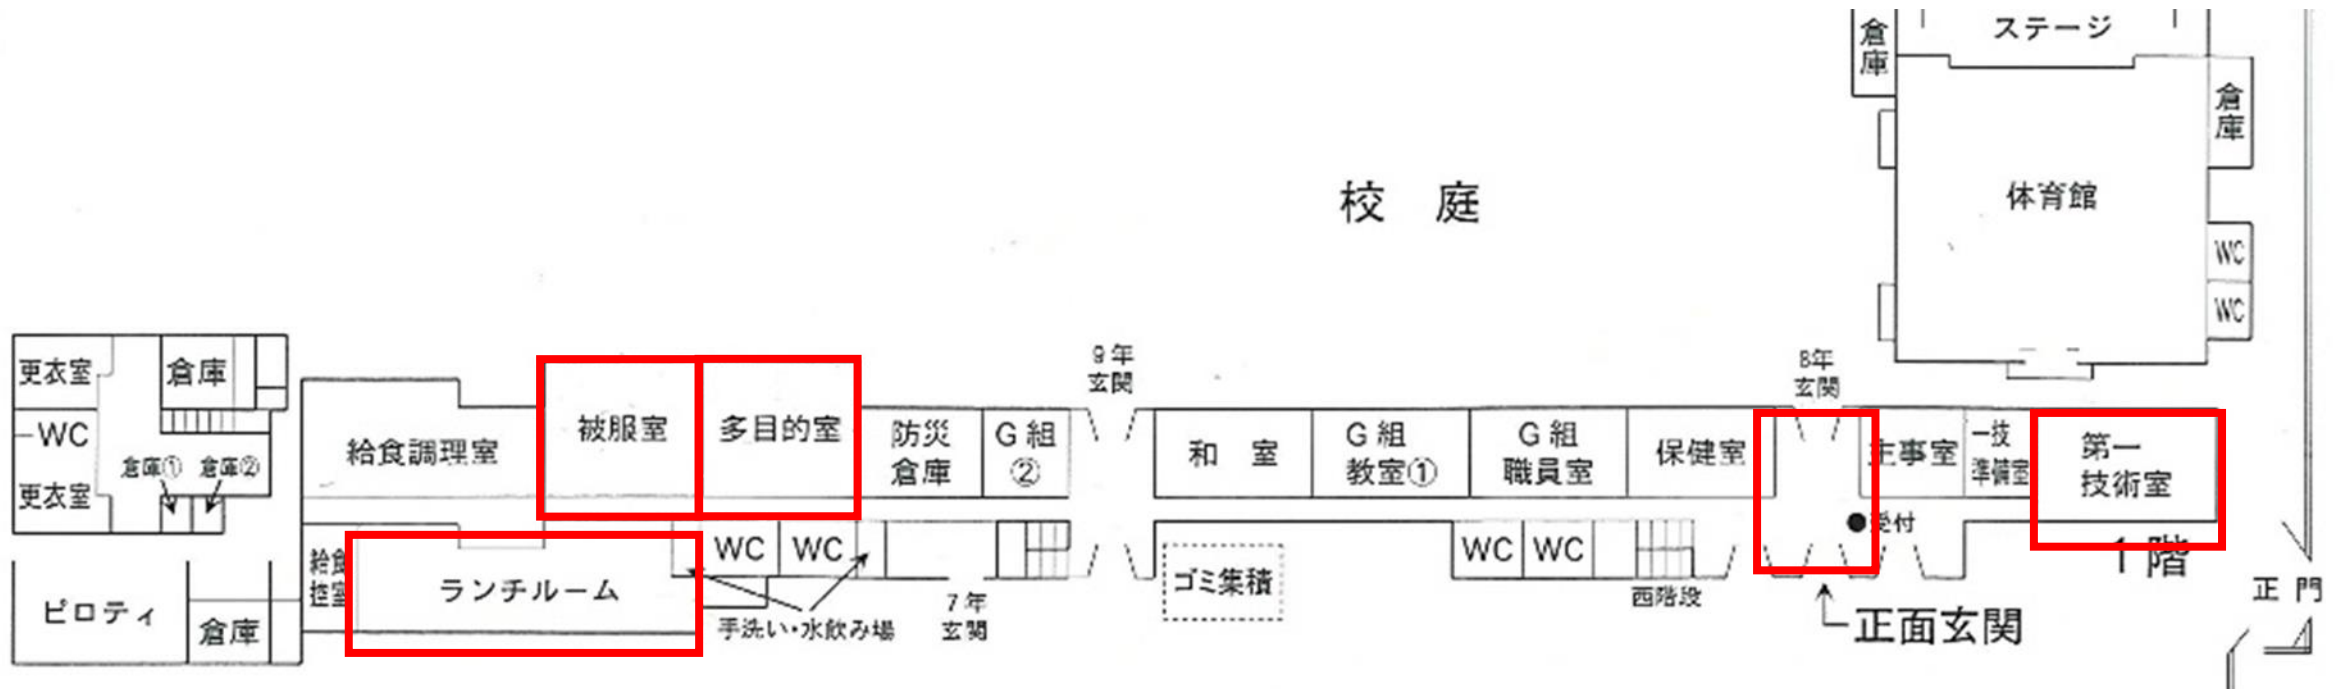 倉庫
ステージ
倉庫
体育館
校 庭
WC
WC
9年
玄関
8年
玄関
更衣室
倉庫
WC
倉庫① 倉庫②
更衣室
給食調理室
被服室
多目的室
防災
倉庫
G組
②
和 室
G組
教室①
G組
職員室
保健室
主事室
一技
準備室
第一
技術室
受付
1階
給食
控室
ランチルーム
WC
WC
手洗い・水飲み場
7年
玄関
ゴミ集積
WC
WC
西階段
正面玄関
正 門
ピロティ
倉庫